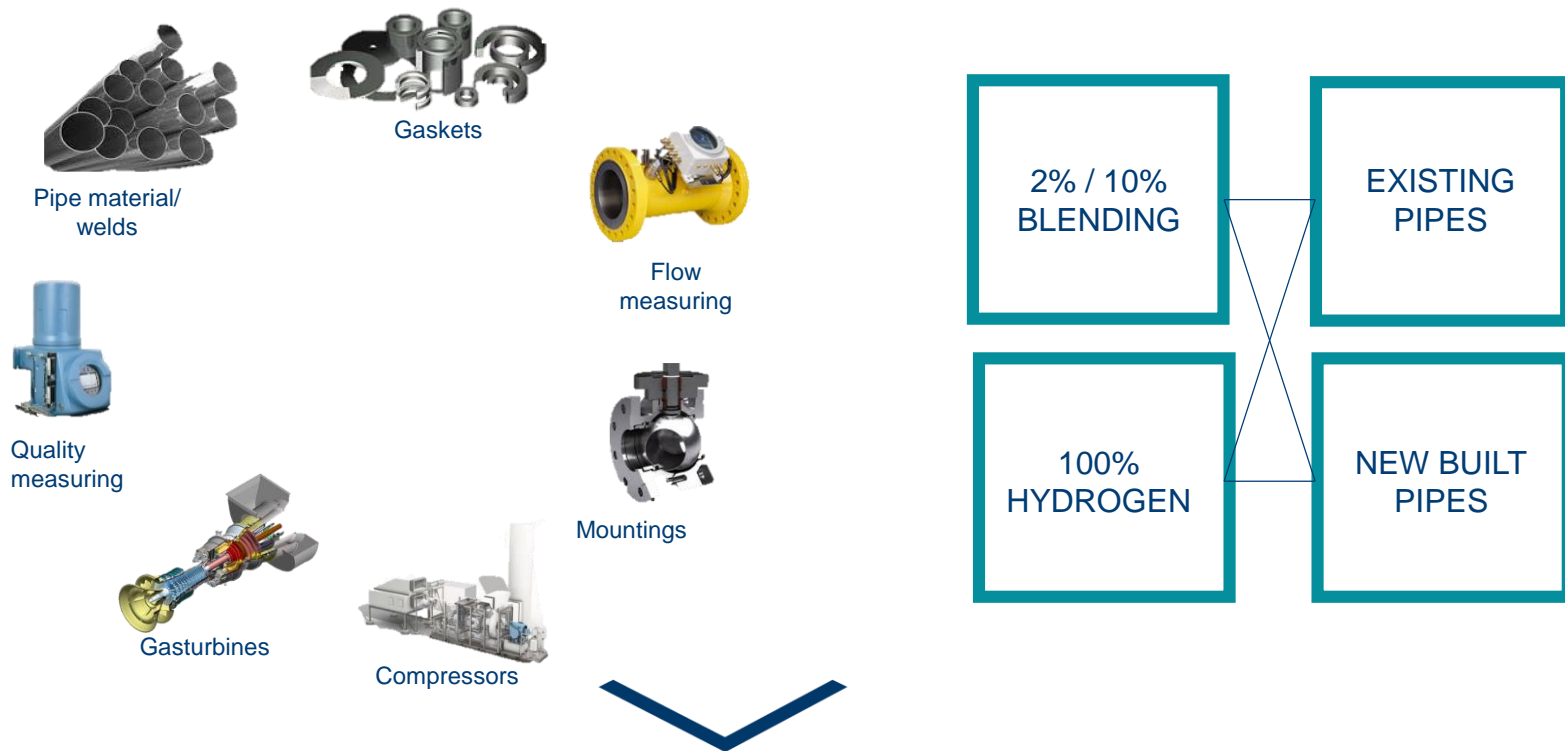 Gaskets
Pipe material/
welds
Flow
measuring
Quality
measuring
Mountings
Gasturbines
Compressors
2% / 10%
BLENDING
EXISTING
PIPES
100%
HYDROGEN
NEW BUILT
PIPES